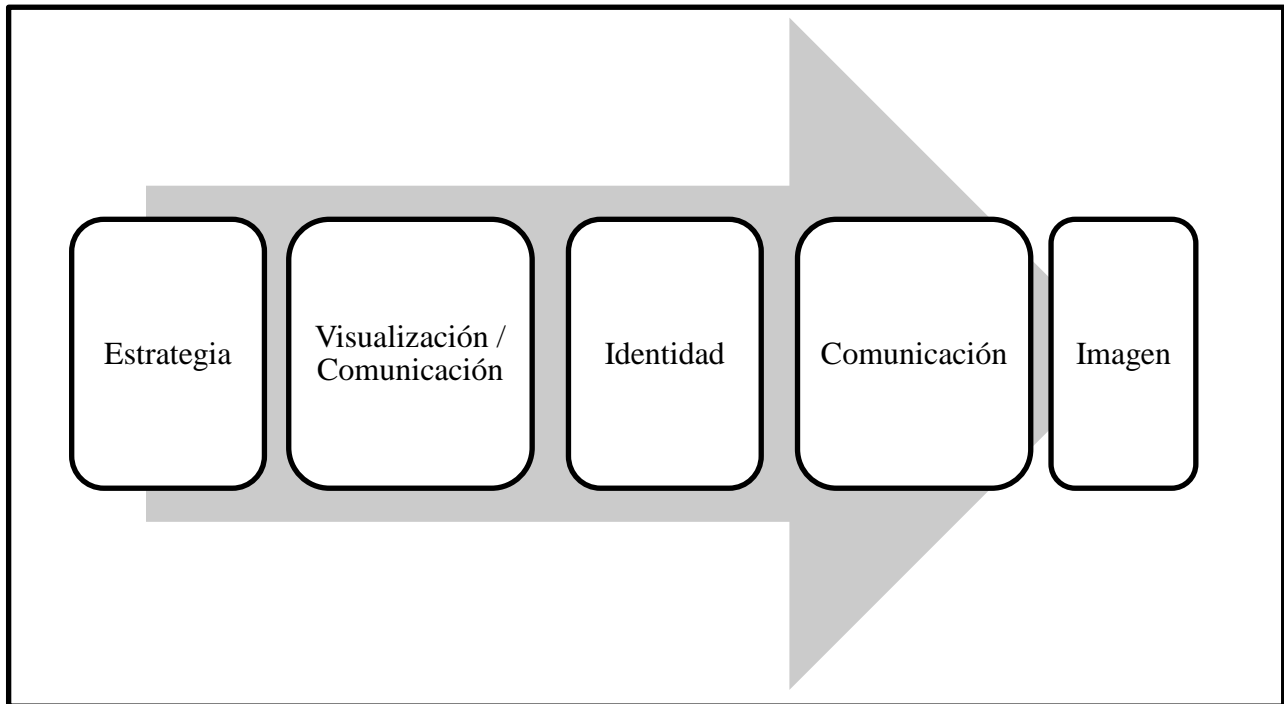 Estrategia
Visualización /
Comunicación
Identidad
Comunicación
Imagen